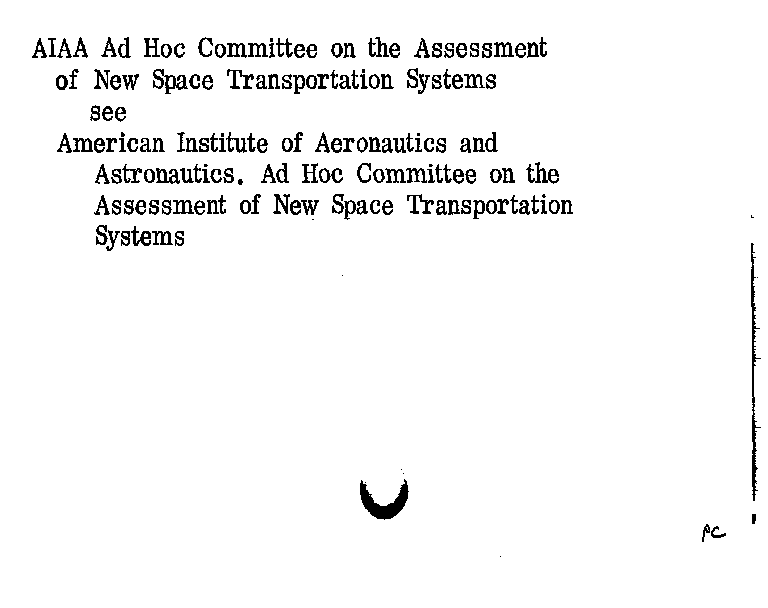 AIAA Ad Hoc Committee on the Assessment
of New Space Transportation Systems
see
American Institute of Aeronautics and
Astronautics. Ad Hoc Committee on the
Assessment of New Space Transportation
Systems
PC